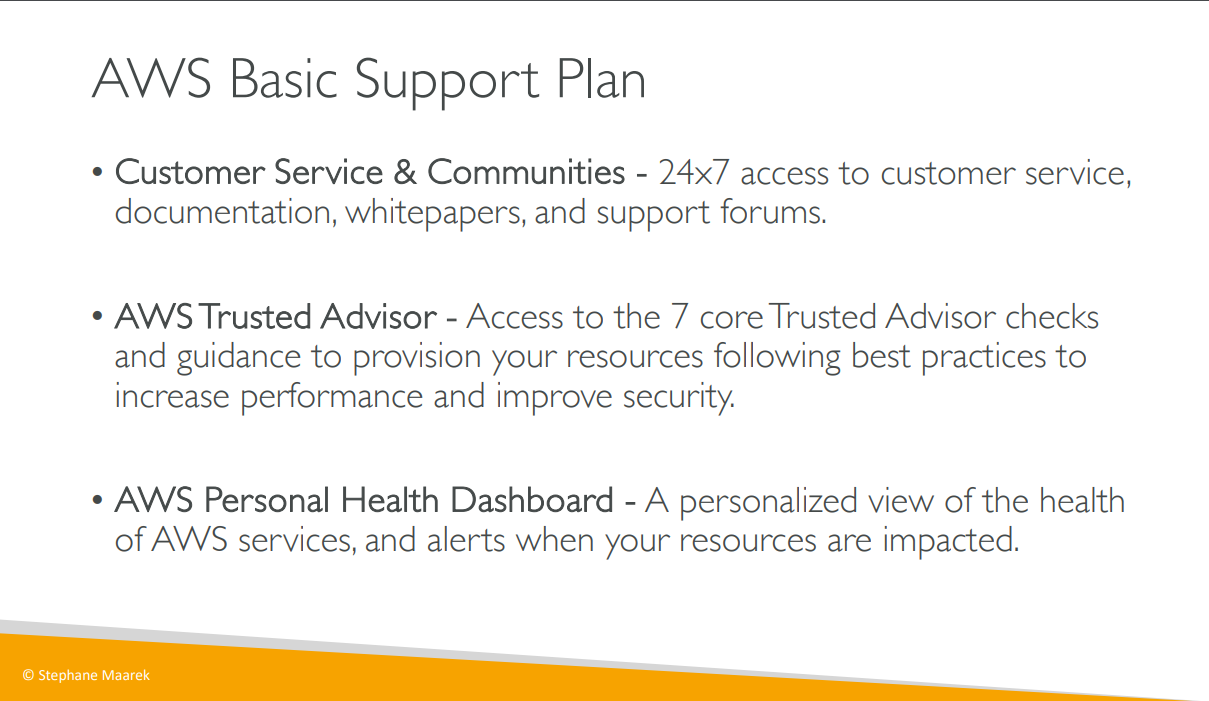 AWS Basic Support Plan
• Customer Service & Communities - 24x7 access to customer service,
documentation, whitepapers, and support forums.
• AWS Trusted Advisor - Access to the 7 core Trusted Advisor checks
and guidance to provision your resources following best practices to
increase performance and improve security.
• AWS Personal Health Dashboard - A personalized view of the health
of AWS services, and alerts when your resources are impacted.
© Stephane Maarek